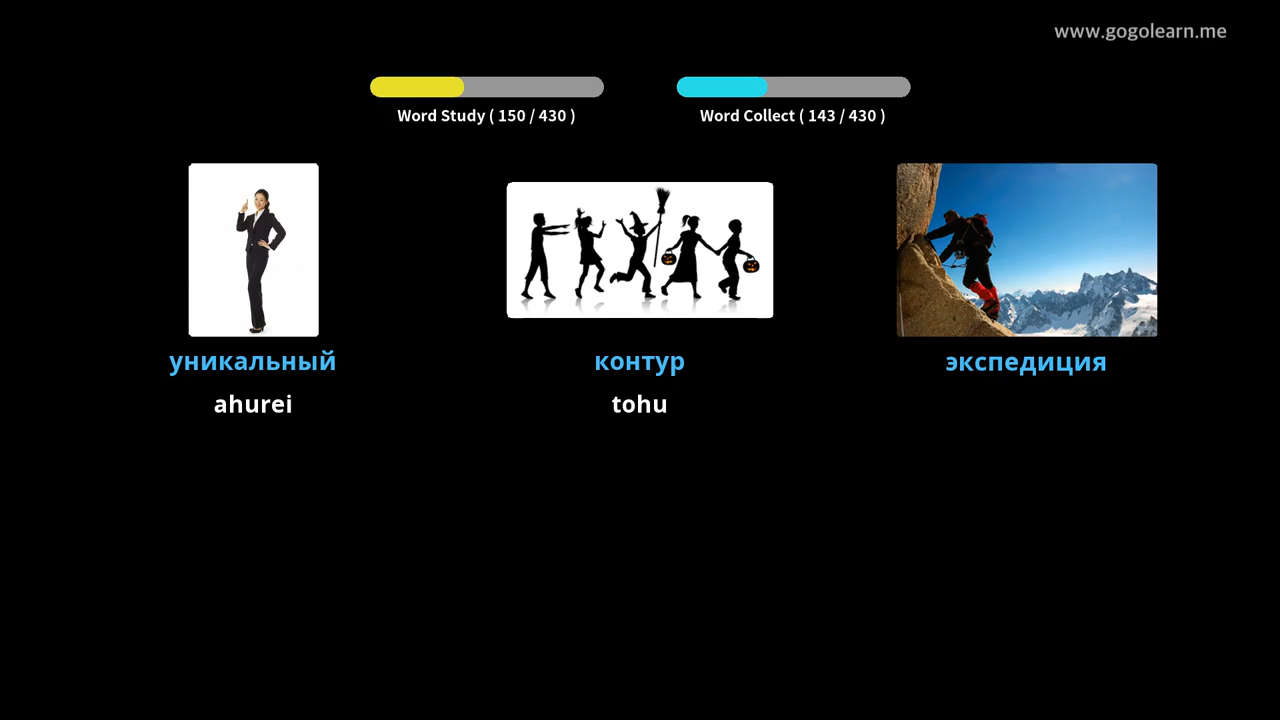 www.gogolearn.me
Word Study ( 150 / 430 )
Word Collect ( 143 / 430 )
уникальный
контур
экспедиция
ahurei
tohu